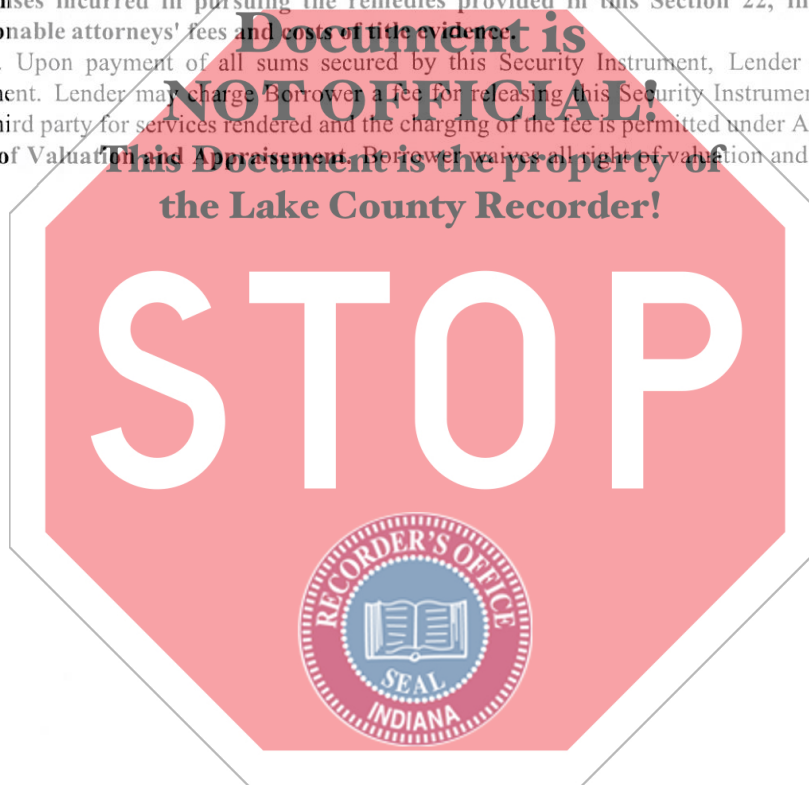 ses incurred in pursuing the remedies provided in this Section 22, in
onable attorneys' fees and costs of title evidence.
Document is
. Upon payment of all sums secured by this Security Instrument, Lender
ent. Lender may charge Borrower a fee for releasing this Security Instrumen
NOT OFFICIAL!
ird party for services rendered and the charging of the fee is permitted under A
of Valuation and Appraisement. Borrower waives all right of valuation and
This Document is the property of
the Lake County Recorder!
STOP
RECORDER'S OFFICE
SEAL
INDIANA